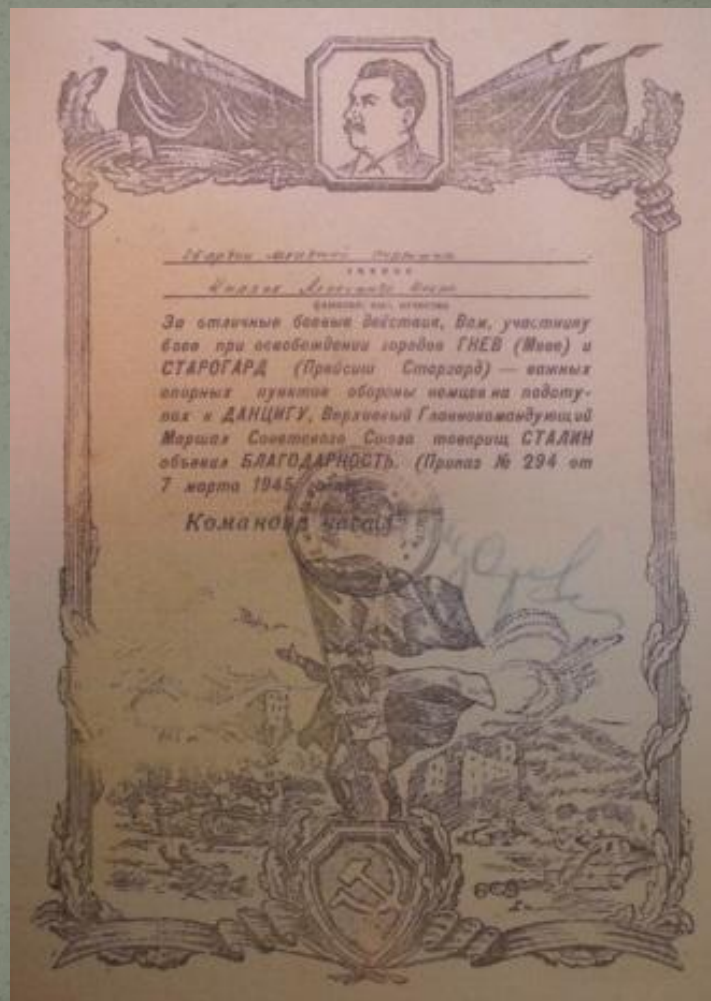 звание
фамилия, имя, отчество
За отличные боевые действия, Вам, участнику
боев при освобождении городов ГНЕВ (Меве) и
СТАРОГАРД (Прейсиш Старгард) — важных
опорных пунктов обороны немцев на подсту-
пах к ДАНЦИГУ, Верховный Главнокомандующий
Маршал Советского Союза товарищ СТАЛИН
объявил БЛАГОДАРНОСТЬ. (Приказ № 294 от
7 марта 1945
Командир части